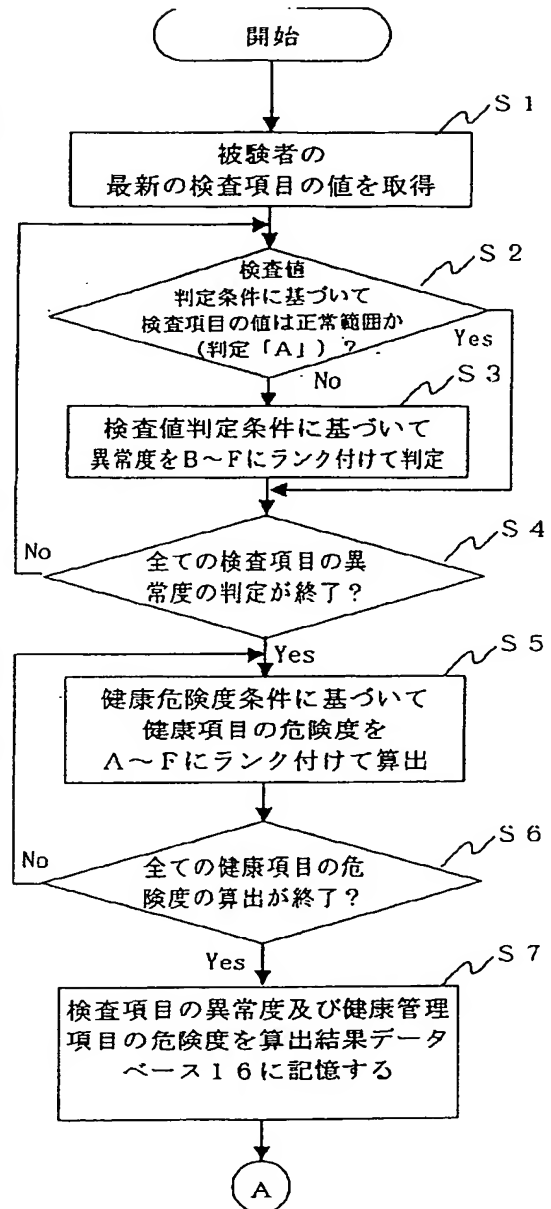 開始
S1
被験者の
最新の検査項目の値を取得
S2
検査値
判定条件に基づいて
検査項目の値は正常範囲か
(判定「A」)?
Yes
No
S3
検査値判定条件に基づいて
異常度をB～Fにランク付けて判定
S4
No
全ての検査項目の異
常度の判定が終了?
Yes
S5
健康危険度条件に基づいて
健康項目の危険度を
A～Fにランク付けて算出
S6
No
全ての健康項目の危
険度の算出が終了?
Yes
S7
検査項目の異常度及び健康管理
項目の危険度を算出結果データ
ベース16に記憶する
A